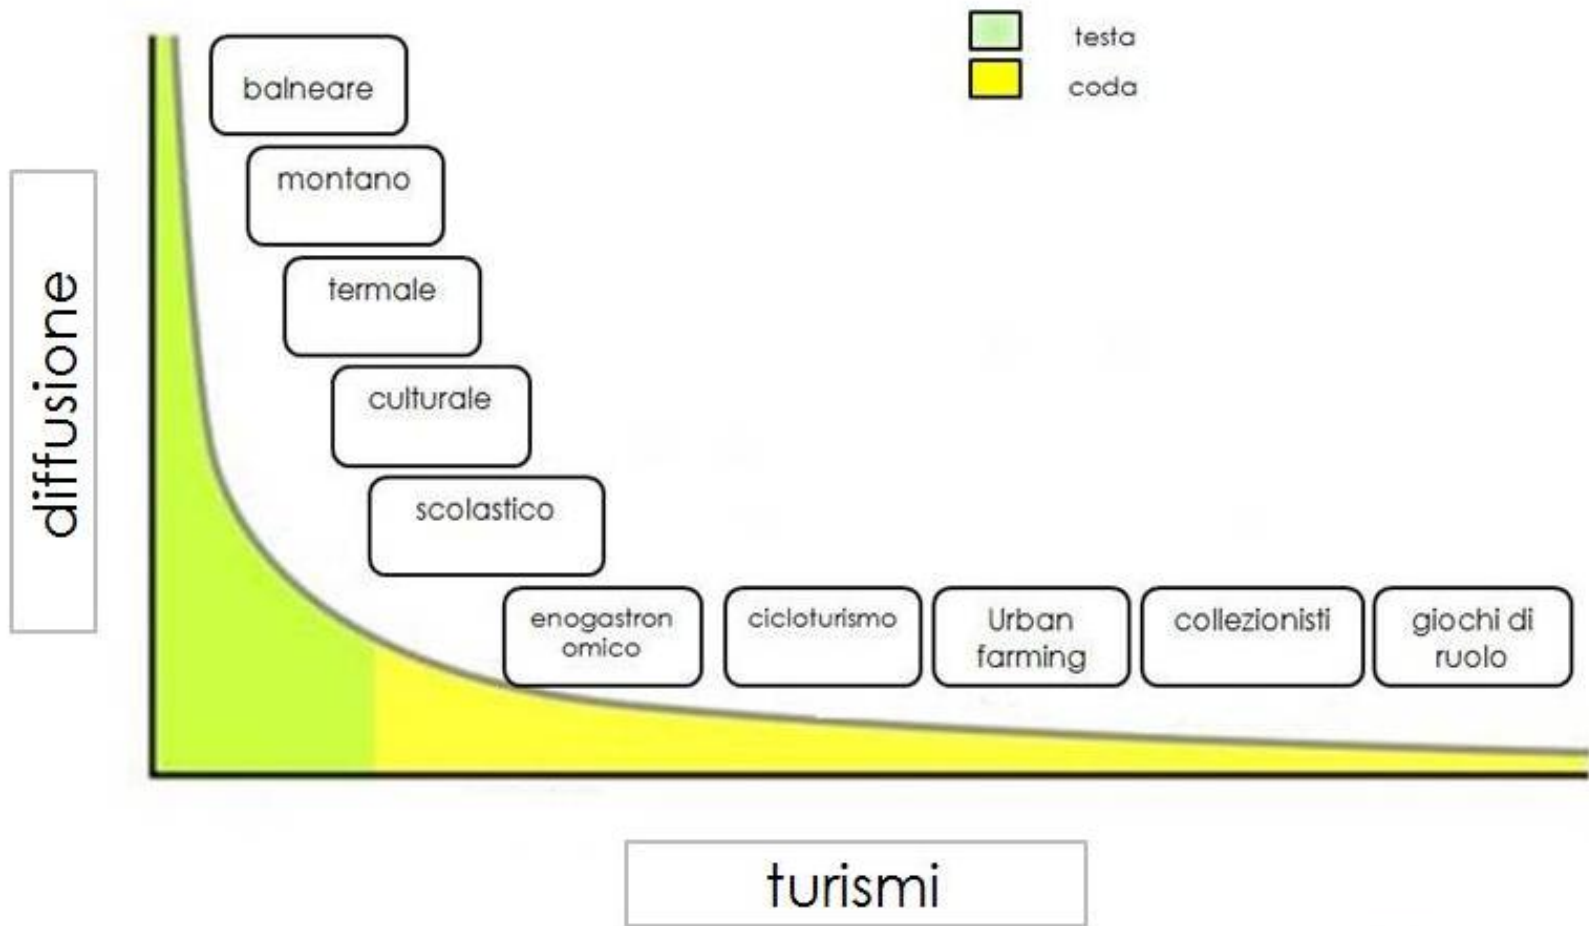 testa
coda
balneare
montano
termale
culturale
scolastico
enogastron
omico
cicloturismo
Urban
farming
collezionisti
giochi di
ruolo
diffusione
turismi